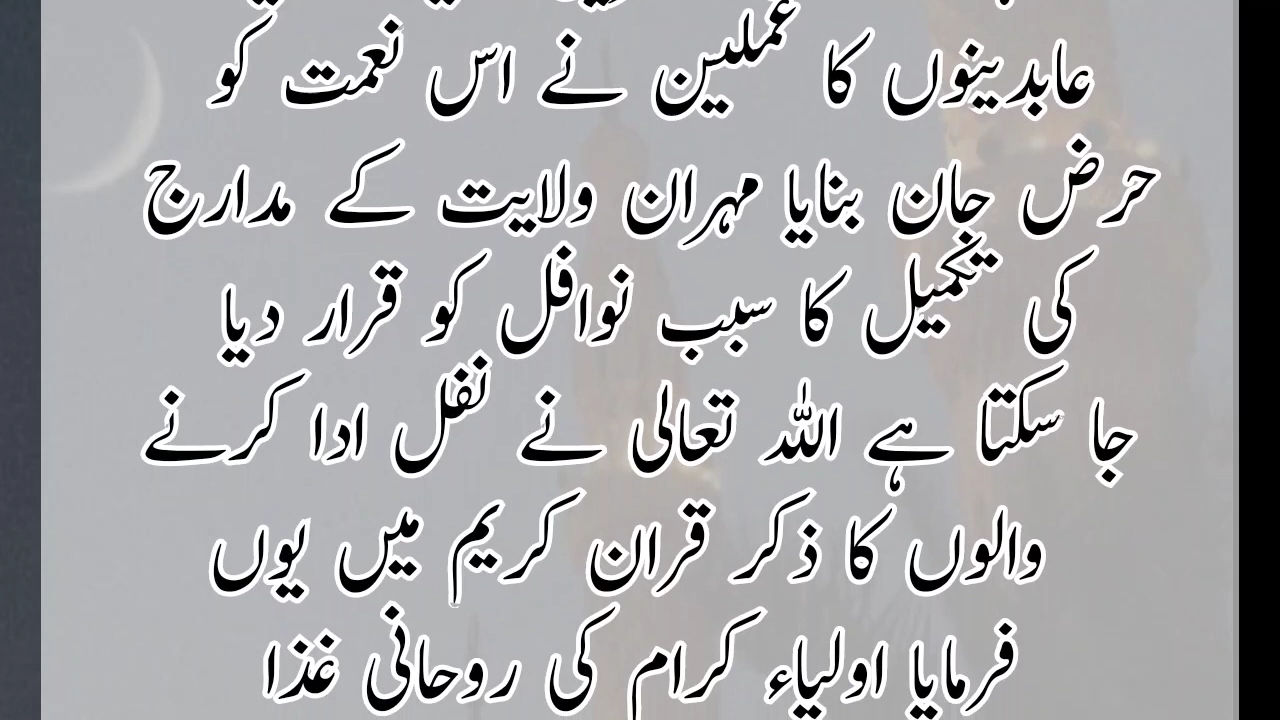 عابدینوں کا عملین نے اس نعمت کو
حرض جان بنایا مہران ولایت کے مدارج
کی تکمیل کا سبب نوافل کو قرار دیا
جا سکتا ہے اللہ تعالی نے نفل ادا کرنے
والوں کا ذکر قران کریم میں یوں
فرمایا اولیاء کرام کی روحانی غذا